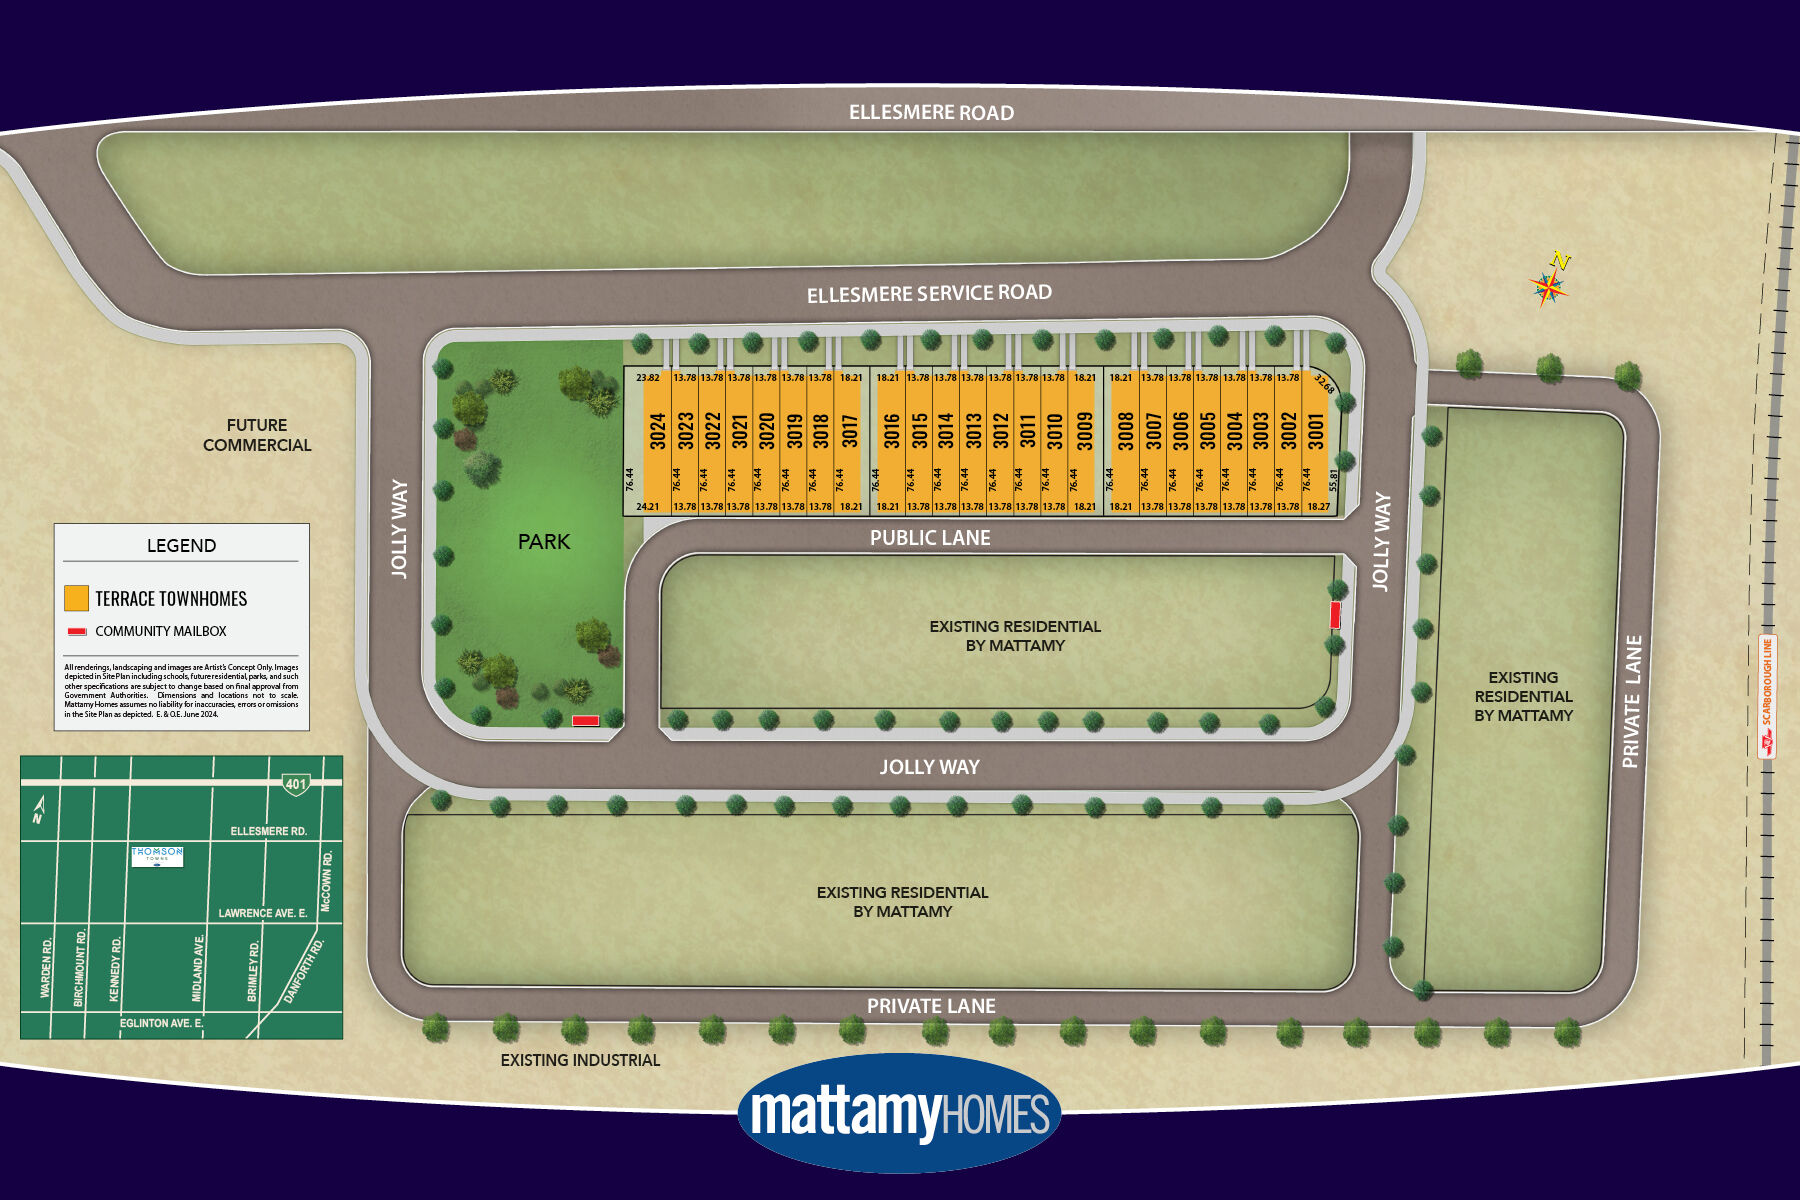 ELLESMERE ROAD
ELLESMERE SERVICE ROAD
N
FUTURE
COMMERCIAL
JOLLY WAY
PARK
23.82 13.78 13.78 13.78 13.78 13.78 13.78 18.21 18.21 13.78 13.78 13.78 13.78 13.78 13.78 18.21 18.21 13.78 13.78 13.78 13.78 13.78 13.78 32.68
3024 3023 3022 3021 3020 3019 3018 3017 3016 3015 3014 3013 3012 3011 3010 3009 3008 3007 3006 3005 3004 3003 3002 3001
76.44 76.44 76.44 76.44 76.44 76.44 76.44 76.44 76.44 76.44 76.44 76.44 76.44 76.44 76.44 76.44 76.44 76.44 76.44 76.44 76.44 76.44 76.44 55.81
24.21 13.78 13.78 13.78 13.78 13.78 13.78 18.21 18.21 13.78 13.78 13.78 13.78 13.78 13.78 18.21 18.21 13.78 13.78 13.78 13.78 13.78 13.78 18.27
PUBLIC LANE
JOLLY WAY
EXISTING RESIDENTIAL
BY MATTAMY
EXISTING
RESIDENTIAL
BY MATTAMY
PRIVATE LANE
SCARBOROUGH LINE
JOLLY WAY
EXISTING RESIDENTIAL
BY MATTAMY
PRIVATE LANE
EXISTING INDUSTRIAL
LEGEND
TERRACE TOWNHOMES
COMMUNITY MAILBOX
All renderings, landscaping and images are Artist's Concept Only. Images
depicted in Site Plan including schools, future residential, parks, and such
other specifications are subject to change based on final approval from
Government Authorities. Dimensions and locations not to scale.
Mattamy Homes assumes no liability for inaccuracies, errors or omissions
in the Site Plan as depicted. E. & O.E. June 2024.
401
N
ELLESMERE RD.
THOMSON
TOWNS
McCOWN RD.
LAWRENCE AVE. E.
WARDEN RD.
BIRCHMOUNT RD.
KENNEDY RD.
MIDLAND AVE.
BRIMLEY RD.
DANFORTH RD.
EGLINTON AVE. E.
mattamyHOMES